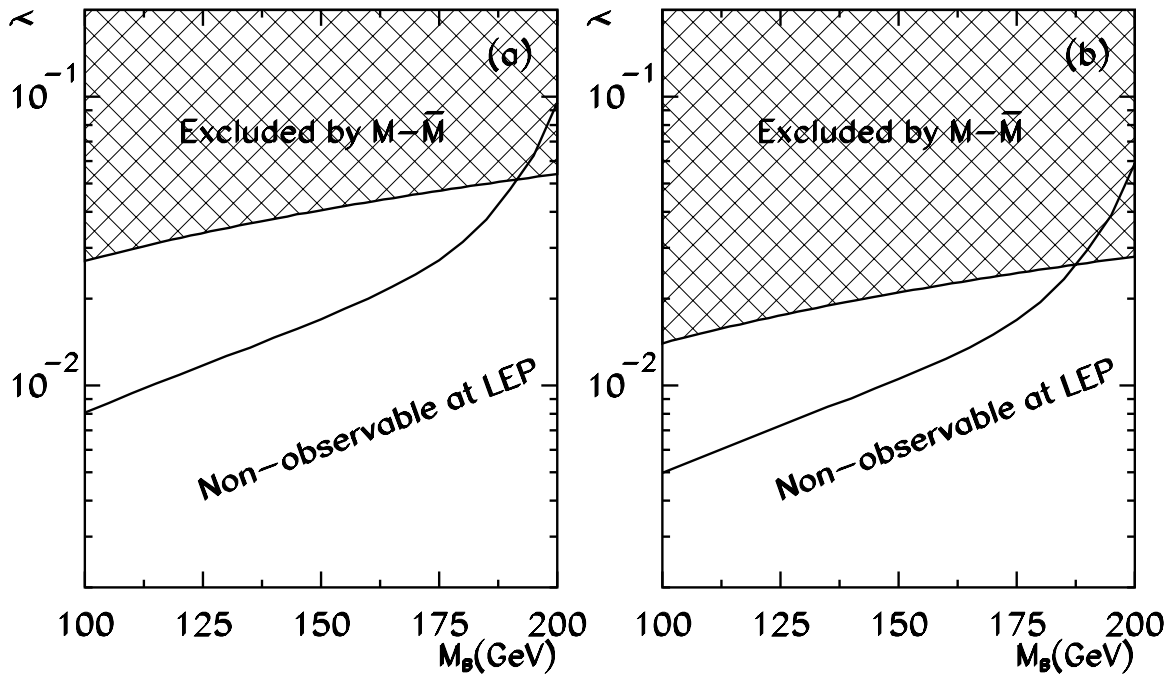 λ
(a)
10⁻¹
Excluded by M–M̅
10⁻²
Non–observable at LEP
100 125 150 175 200
M_B(GeV)
λ
(b)
10⁻¹
Excluded by M–M̅
10⁻²
Non–observable at LEP
100 125 150 175 200
M_B(GeV)